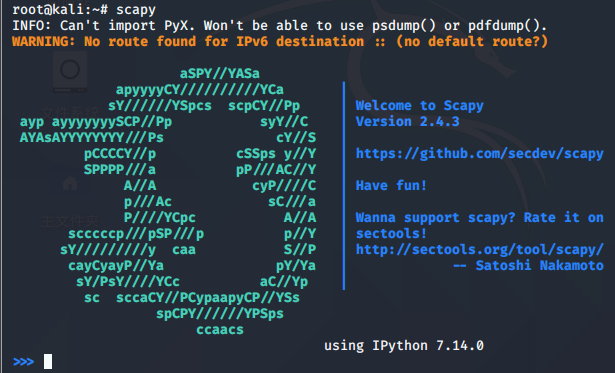 root@kali:~# scapy
INFO: Can't import PyX. Won't be able to use psdump() or pdfdump().
WARNING: No route found for IPv6 destination :: (no default route?)
aSPY//YASa
apyyyyCY//////////YCa
sY//////YSpcs scpCY//Pp | Welcome to Scapy
ayp ayyyyyyySCP//Pp syY//C | Version 2.4.3
AYAsAYYYYYYYY///Ps cY//S |
pCCCCY//p cSSps y//Y | https://github.com/secdev/scapy
SPPPP///a pP///AC//Y |
A//A cyP////C | Have fun!
p///Ac sC///a |
P////YCpc A//A | Wanna support scapy? Rate it on
scccccp///pSP///p p//Y | sectools!
sY/////////y caa S//P | http://sectools.org/tool/scapy/
cayCyayP//Ya pY/Ya | -- Satoshi Nakamoto
sY/PsY////YCc aC//Yp |
sc sccaCY//PCypaapyCP//YSs
spCPY//////YPSps
ccaacs
using IPython 7.14.0
>>>